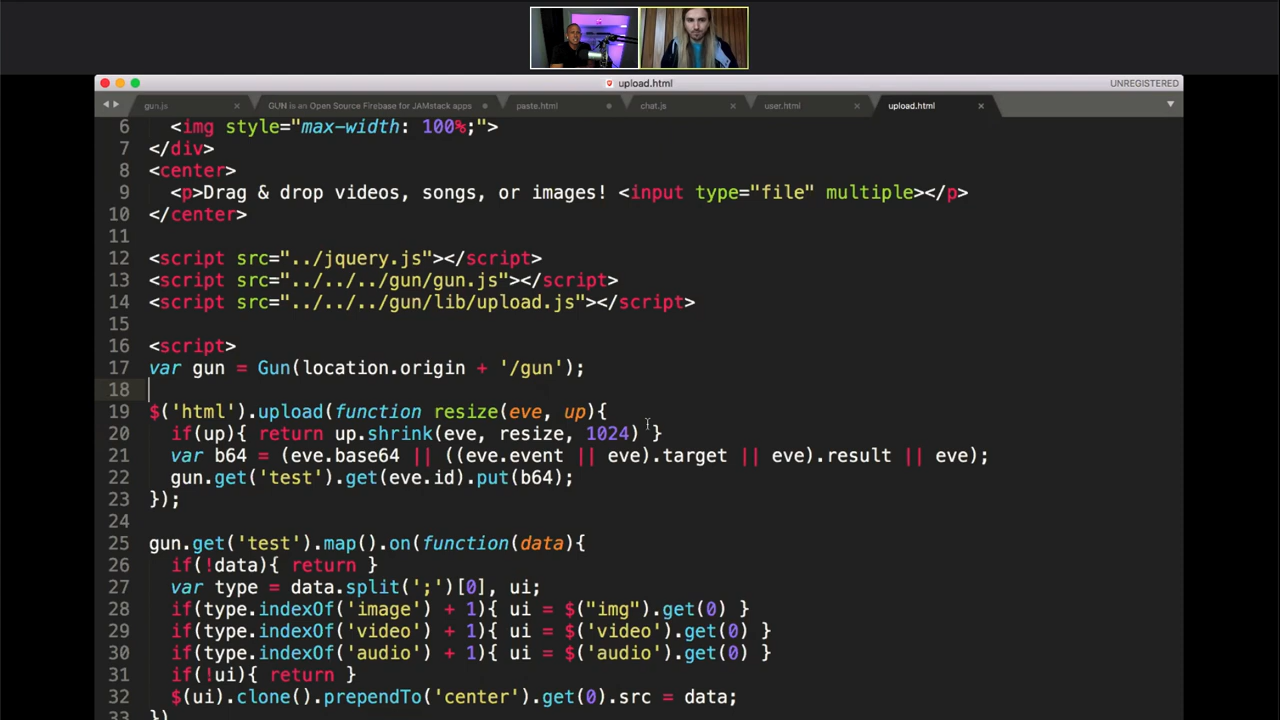 upload.html
UNREGISTERED
gun.js
GUN is an Open Source Firebase for JAMstack apps
paste.html
chat.js
user.html
upload.html
6 <img style="max-width: 100%;">
7 </div>
8 <center>
9 <p>Drag & drop videos, songs, or images! <input type="file" multiple></p>
10 </center>
11
12 <script src="../jquery.js"></script>
13 <script src="../../../gun/gun.js"></script>
14 <script src="../../../gun/lib/upload.js"></script>
15
16 <script>
17 var gun = Gun(location.origin + '/gun');
18
19 $('html').upload(function resize(eve, up){
20 if(up){ return up.shrink(eve, resize, 1024) }
21 var b64 = (eve.base64 || ((eve.event || eve).target || eve).result || eve);
22 gun.get('test').get(eve.id).put(b64);
23 });
24
25 gun.get('test').map().on(function(data){
26 if(!data){ return }
27 var type = data.split(';')[0], ui;
28 if(type.indexOf('image') + 1){ ui = $("img").get(0) }
29 if(type.indexOf('video') + 1){ ui = $('video').get(0) }
30 if(type.indexOf('audio') + 1){ ui = $('audio').get(0) }
31 if(!ui){ return }
32 $(ui).clone().prependTo('center').get(0).src = data;
33 })